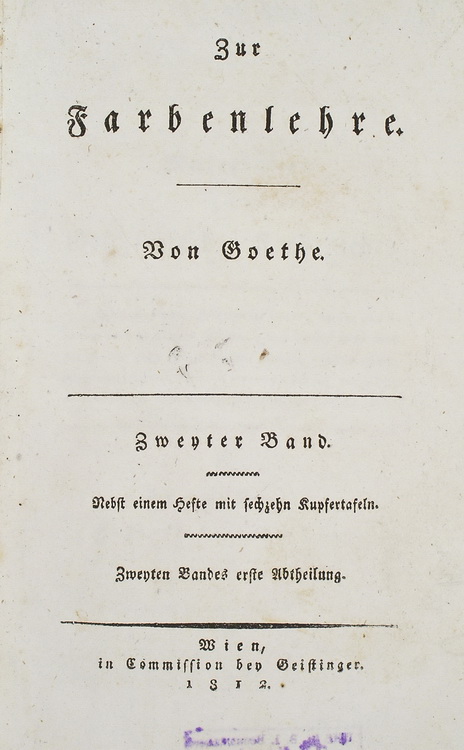 Zur
Farbenlehre.
Von Goethe.
Zweyter Band.
Nebst einem Hefte mit sechzehn Kupfertafeln.
Zweyten Bandes erste Abtheilung.
Wien,
in Commission bey Geistinger.
1812.